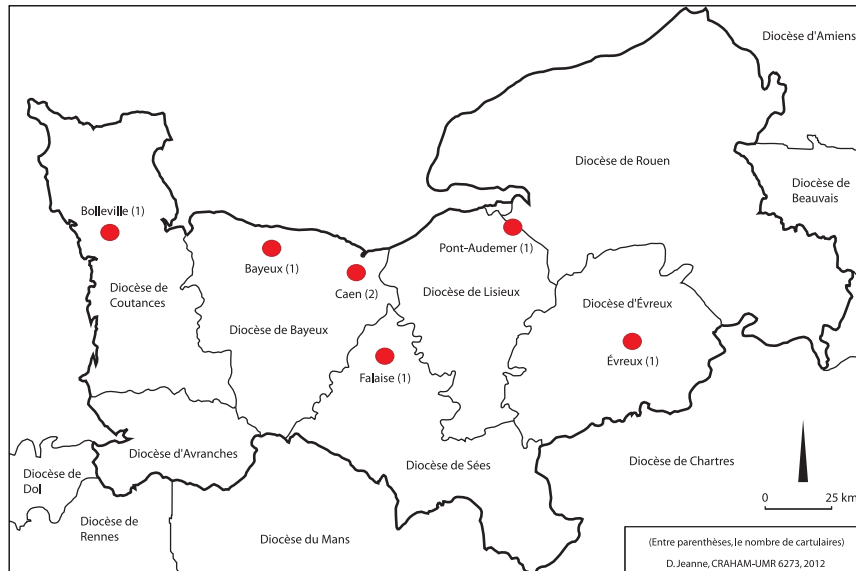 Diocèse d'Amiens
Diocèse de Rouen
Diocèse de
Beauvais
Bolleville (1)
Pont-Audemer (1)
Bayeux (1)
Caen (2)
Diocèse de
Coutances
Diocèse de Lisieux
Diocèse d'Évreux
Diocèse de Bayeux
Évreux (1)
Falaise (1)
Diocèse d'Avranches
Diocèse de Sées
Diocèse de Chartres
Diocèse de
Dol
Diocèse de
Rennes
Diocèse du Mans
0 25 km
(Entre parenthèses, le nombre de cartulaires)
D. Jeanne, CRAHAM-UMR 6273, 2012